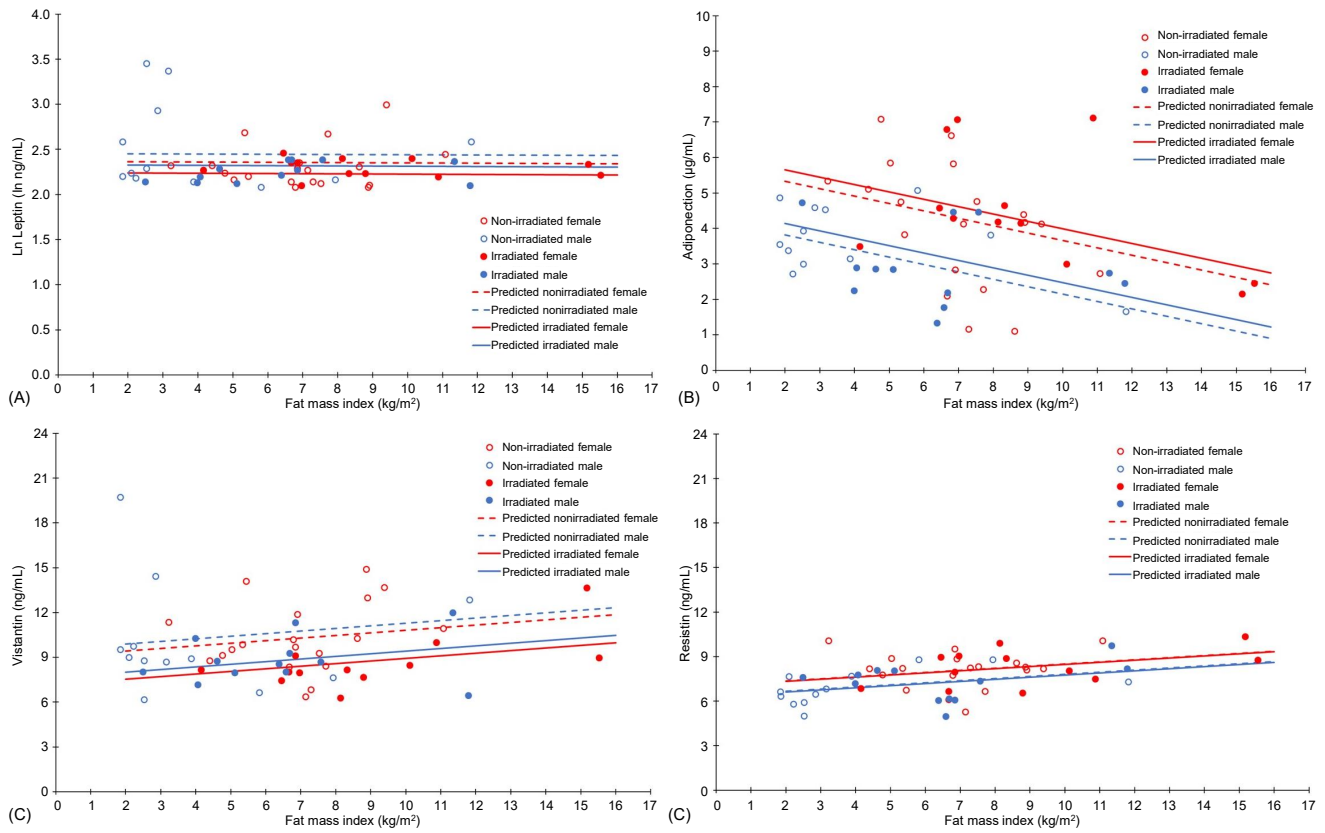 4.0
3.5
3.0
2.5
2.0
1.5
1.0
0.5
0.0
Ln Leptin (ln ng/mL)
Non-irradiated female
Non-irradiated male
Irradiated female
Irradiated male
Predicted nonirradiated female
Predicted nonirradiated male
Predicted irradiated female
Predicted irradiated male
0 1 2 3 4 5 6 7 8 9 10 11 12 13 14 15 16 17
(A) Fat mass index (kg/m²)
10
9
8
7
6
5
4
3
2
1
0
Adiponection (µg/mL)
Non-irradiated female
Non-irradiated male
Irradiated female
Irradiated male
Predicted nonirradiated female
Predicted nonirradiated male
Predicted irradiated female
Predicted irradiated male
0 1 2 3 4 5 6 7 8 9 10 11 12 13 14 15 16 17
(B) Fat mass index (kg/m²)
24
21
18
15
12
9
6
3
0
Vistantin (ng/mL)
Non-irradiated female
Non-irradiated male
Irradiated female
Irradiated male
Predicted nonirradiated female
Predicted nonirradiated male
Predicted irradiated female
Predicted irradiated male
0 1 2 3 4 5 6 7 8 9 10 11 12 13 14 15 16 17
(C) Fat mass index (kg/m²)
24
21
18
15
12
9
6
3
0
Resistin (ng/mL)
Non-irradiated female
Non-irradiated male
Irradiated female
Irradiated male
Predicted nonirradiated female
Predicted nonirradiated male
Predicted irradiated female
Predicted irradiated male
0 1 2 3 4 5 6 7 8 9 10 11 12 13 14 15 16 17
(C) Fat mass index (kg/m²)